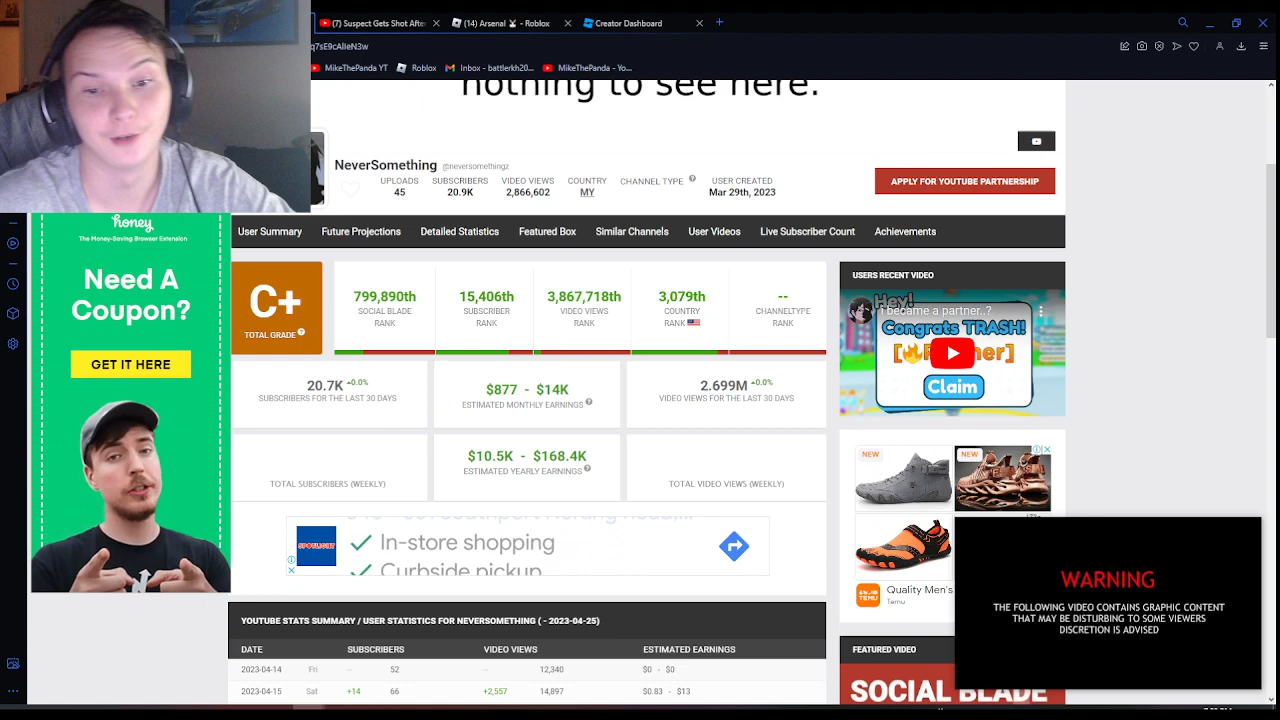 (7) Suspect Gets Shot After
(14) Arsenal - Roblox
Creator Dashboard
q7sE9cAlIeN3w
MikeThePanda YT
Roblox
Inbox - battlerkh20...
MikeThePanda - Yo...
nothing to see here.
NeverSomething @neversomethingz
UPLOADS
45
SUBSCRIBERS
20.9K
VIDEO VIEWS
2,866,602
COUNTRY
MY
CHANNEL TYPE
USER CREATED
Mar 29th, 2023
APPLY FOR YOUTUBE PARTNERSHIP
User Summary
Future Projections
Detailed Statistics
Featured Box
Similar Channels
User Videos
Live Subscriber Count
Achievements
honey
The Money-Saving Browser Extension
Need A
Coupon?
GET IT HERE
C+
TOTAL GRADE
799,890th
SOCIAL BLADE
RANK
15,406th
SUBSCRIBER
RANK
3,867,718th
VIDEO VIEWS
RANK
3,079th
COUNTRY
RANK
--
CHANNELTYPE
RANK
20.7K +0.0%
SUBSCRIBERS FOR THE LAST 30 DAYS
$877 - $14K
ESTIMATED MONTHLY EARNINGS
2.699M +0.0%
VIDEO VIEWS FOR THE LAST 30 DAYS
TOTAL SUBSCRIBERS (WEEKLY)
$10.5K - $168.4K
ESTIMATED YEARLY EARNINGS
TOTAL VIDEO VIEWS (WEEKLY)
SPOTLIGHT
In-store shopping
Curbside pickup
USERS RECENT VIDEO
Hey!
I became a partner..?
Congrats TRASH!
Claim
NEW
NEW
Quality Men's
Temu
FEATURED VIDEO
SOCIAL BLADE
WARNING
THE FOLLOWING VIDEO CONTAINS GRAPHIC CONTENT
THAT MAY BE DISTURBING TO SOME VIEWERS
DISCRETION IS ADVISED
YOUTUBE STATS SUMMARY / USER STATISTICS FOR NEVERSOMETHING ( - 2023-04-25)
DATE SUBSCRIBERS VIDEO VIEWS ESTIMATED EARNINGS
2023-04-14 Fri -- 52 -- 12,340 $0 - $0
2023-04-15 Sat +14 66 +2,557 14,897 $0.83 - $13